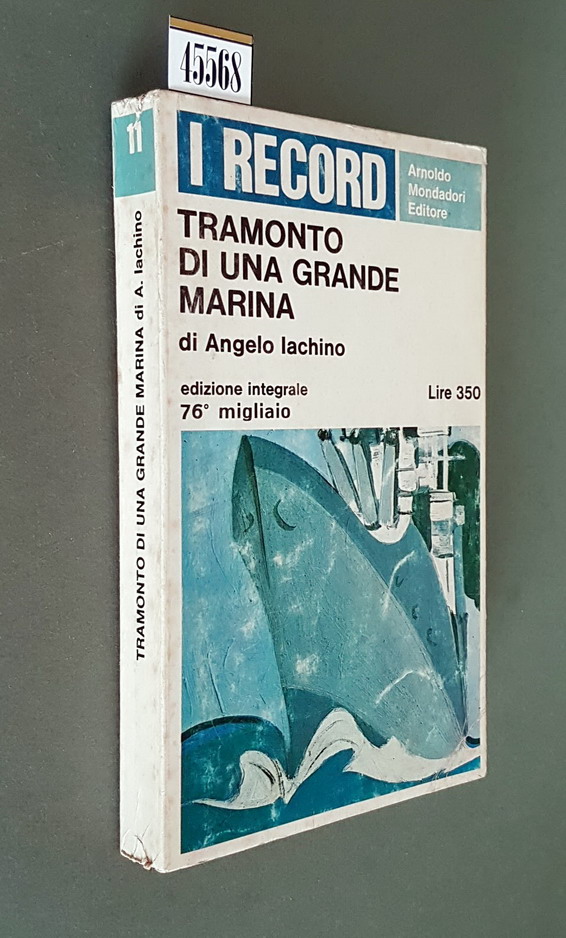 45568
11
I RECORD
Arnoldo
Mondadori
Editore
TRAMONTO
DI UNA GRANDE
MARINA
di Angelo Iachino
edizione integrale
Lire 350
76° migliaio
TRAMONTO DI UNA GRANDE MARINA di A. Iachino